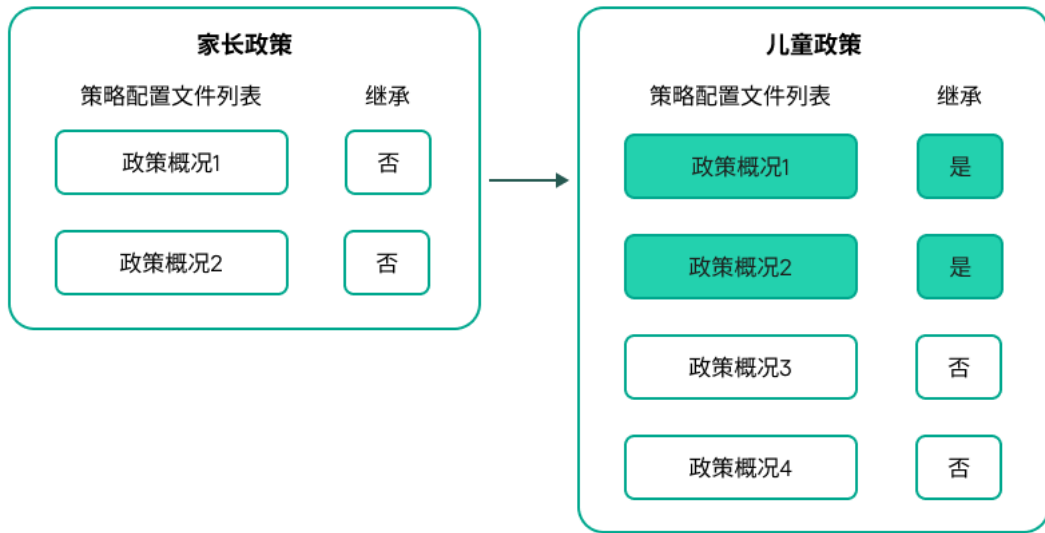 家长政策
策略配置文件列表 继承
政策概况1 否
政策概况2 否
儿童政策
策略配置文件列表 继承
政策概况1 是
政策概况2 是
政策概况3 否
政策概况4 否